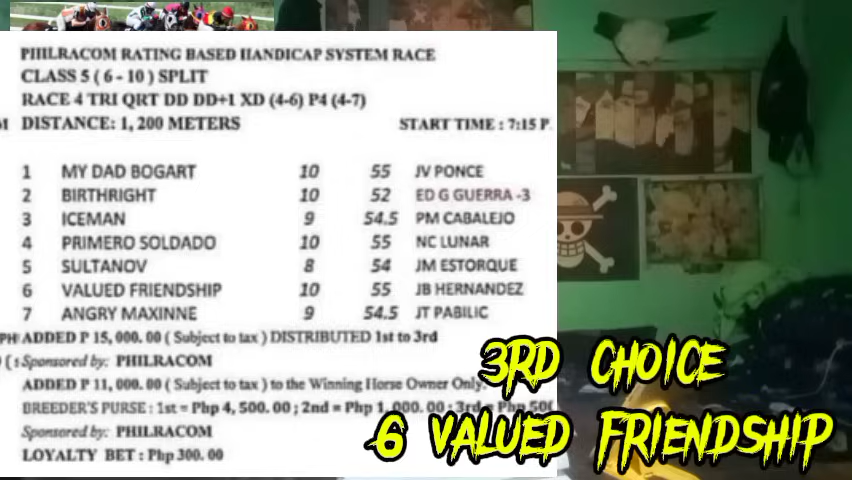 PHILRACOM RATING BASED HANDICAP SYSTEM RACE
CLASS 5 ( 6 - 10 ) SPLIT
RACE 4 TRI QRT DD DD+1 XD (4-6) P4 (4-7)
M DISTANCE: 1, 200 METERS START TIME : 7:15 P.
1 MY DAD BOGART 10 55 JV PONCE
2 BIRTHRIGHT 10 52 ED G GUERRA -3
3 ICEMAN 9 54.5 PM CABALEJO
4 PRIMERO SOLDADO 10 55 NC LUNAR
5 SULTANOV 8 54 JM ESTORQUE
6 VALUED FRIENDSHIP 10 55 JB HERNANDEZ
7 ANGRY MAXINNE 9 54.5 JT PABILIC
PH ADDED P 15, 000. 00 ( Subject to tax ) DISTRIBUTED 1st to 3rd
Sponsored by: PHILRACOM
ADDED P 11, 000. 00 ( Subject to tax ) to the Winning Horse Owner Only.
BREEDER'S PURSE : 1st = Php 4, 500. 00 ; 2nd = Php 1, 000. 00 ; 3rd = Php 500
Sponsored by: PHILRACOM
LOYALTY BET : Php 300. 00
3RD CHOICE
6 VALUED FRIENDSHIP